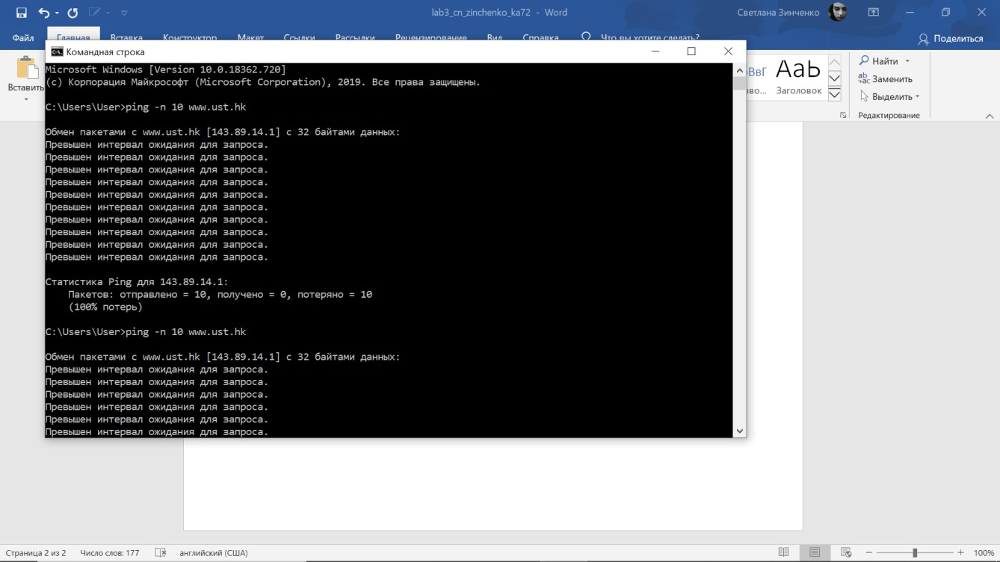 lab3_cn_zinchenko_ka72 - Word
Светлана Зинченко
Файл Главная Вставка Конструктор Макет Ссылки Рассылки Рецензирование Вид Справка Что вы хотите сделать?
Поделиться
Вставить
Заголовок
Найти
Заменить
Выделить
Редактирование
Командная строка
Microsoft Windows [Version 10.0.18362.720]
(c) Корпорация Майкрософт (Microsoft Corporation), 2019. Все права защищены.
C:\Users\User>ping -n 10 www.ust.hk
Обмен пакетами с www.ust.hk [143.89.14.1] с 32 байтами данных:
Превышен интервал ожидания для запроса.
Превышен интервал ожидания для запроса.
Превышен интервал ожидания для запроса.
Превышен интервал ожидания для запроса.
Превышен интервал ожидания для запроса.
Превышен интервал ожидания для запроса.
Превышен интервал ожидания для запроса.
Превышен интервал ожидания для запроса.
Превышен интервал ожидания для запроса.
Превышен интервал ожидания для запроса.
Статистика Ping для 143.89.14.1:
Пакетов: отправлено = 10, получено = 0, потеряно = 10
(100% потерь)
C:\Users\User>ping -n 10 www.ust.hk
Обмен пакетами с www.ust.hk [143.89.14.1] с 32 байтами данных:
Превышен интервал ожидания для запроса.
Превышен интервал ожидания для запроса.
Превышен интервал ожидания для запроса.
Превышен интервал ожидания для запроса.
Превышен интервал ожидания для запроса.
Превышен интервал ожидания для запроса.
Страница 2 из 2 Число слов: 177 английский (США) 100%